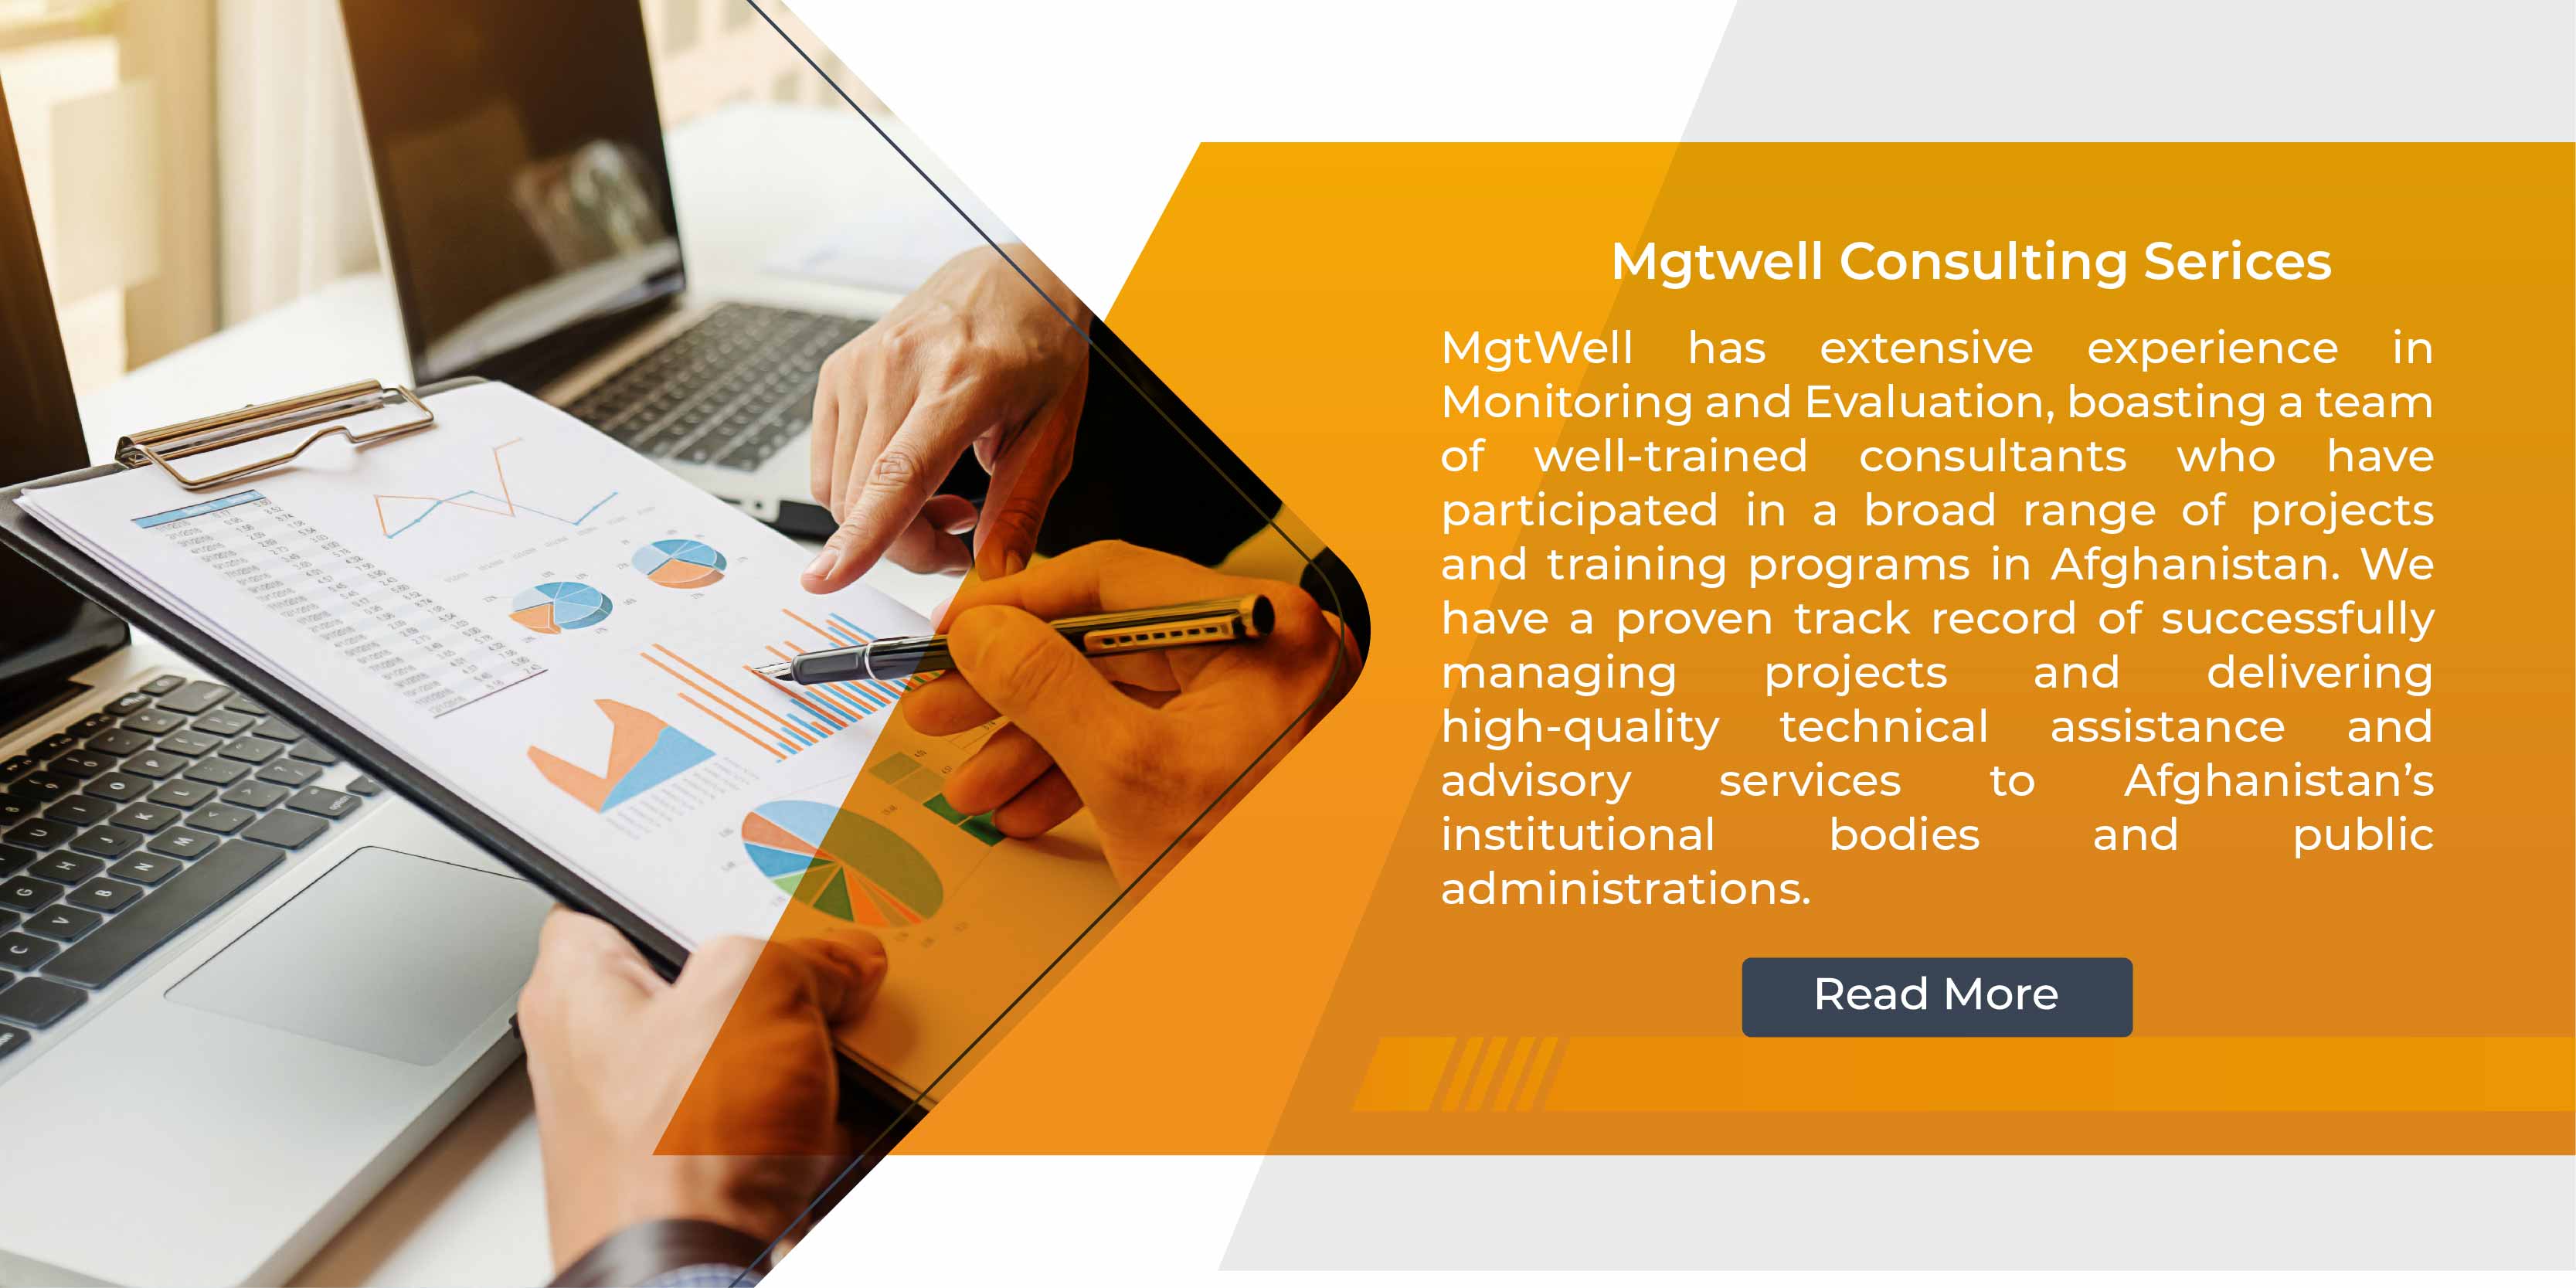 Mgtwell Consulting Serices
MgtWell has extensive experience in
Monitoring and Evaluation, boasting a team
of well-trained consultants who have
participated in a broad range of projects
and training programs in Afghanistan. We
have a proven track record of successfully
managing projects and delivering
high-quality technical assistance and
advisory services to Afghanistan’s
institutional bodies and public
administrations.
Read More